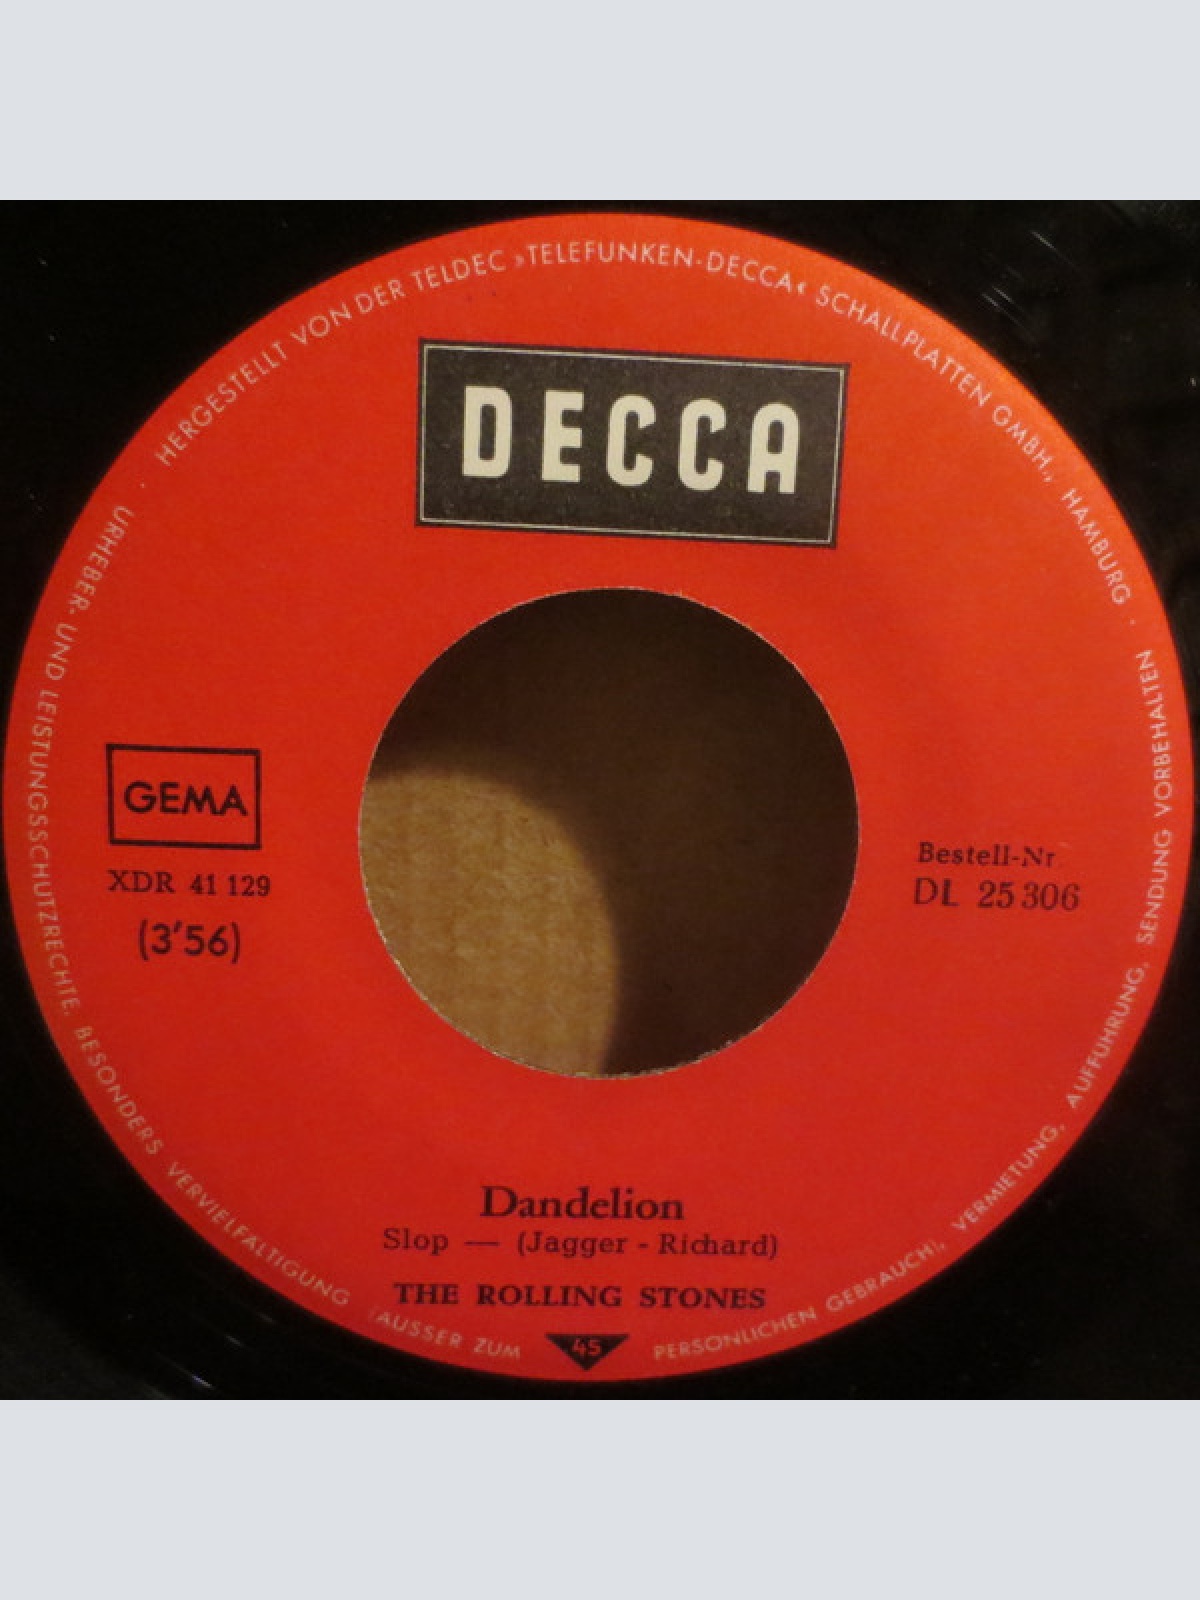 HERGESTELLT VON DER TELDEC »TELEFUNKEN-DECCA« SCHALLPLATTEN GMBH., HAMBURG ·
DECCA
GEMA
XDR 41 129
(3'56)
Bestell-Nr.
DL 25 306
Dandelion
Slop — (Jagger - Richard)
THE ROLLING STONES
45
URHEBER- UND LEISTUNGSSCHUTZRECHTE, BESONDERS VERVIELFÄLTIGUNG (AUSSER ZUM PERSÖNLICHEN GEBRAUCH), VERMIETUNG, AUFFÜHRUNG, SENDUNG VORBEHALTEN ·